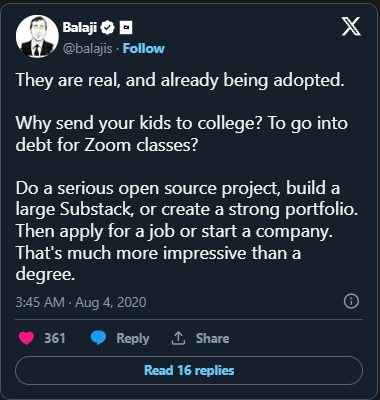 Balaji
@balajis · Follow
They are real, and already being adopted.
Why send your kids to college? To go into
debt for Zoom classes?
Do a serious open source project, build a
large Substack, or create a strong portfolio.
Then apply for a job or start a company.
That's much more impressive than a
degree.
3:45 AM · Aug 4, 2020
361 Reply Share
Read 16 replies